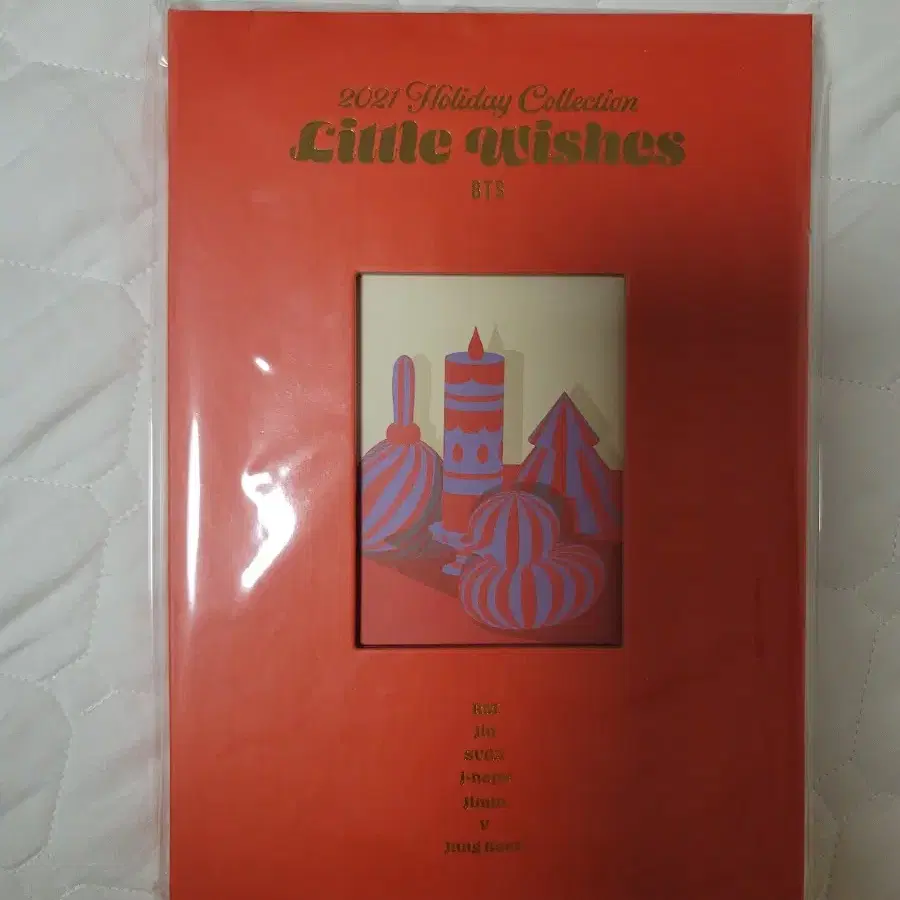 2021 Holiday Collection
Little Wishes
BTS
RM
Jin
SUGA
j-hope
Jimin
V
Jung Kook